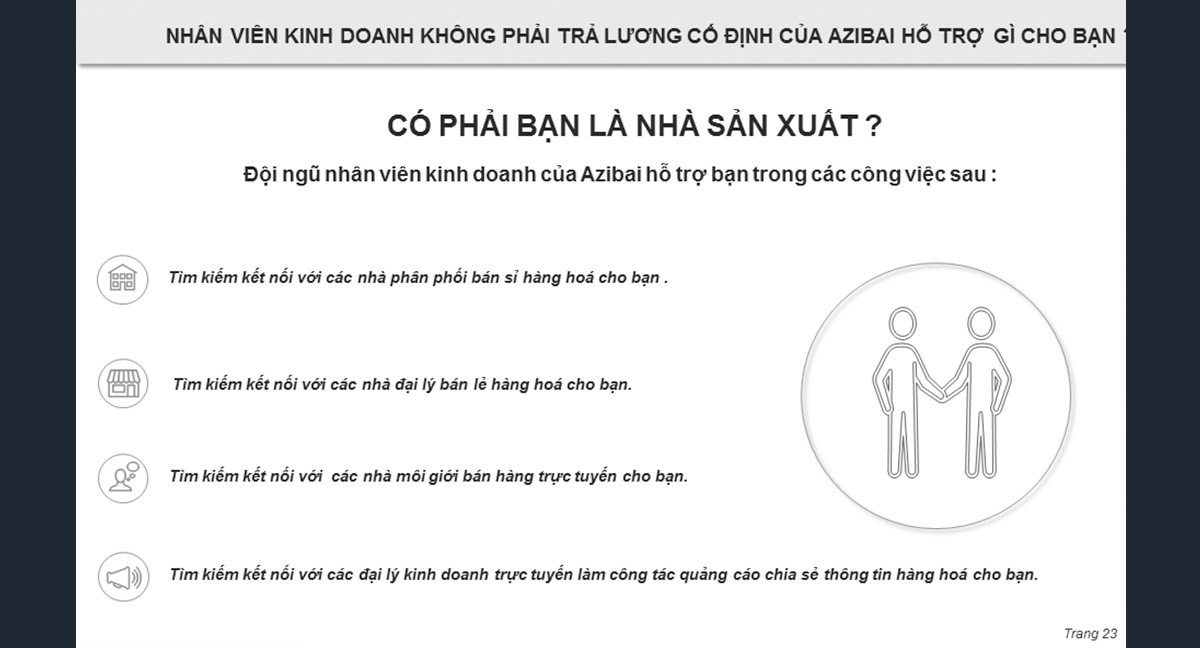 NHÂN VIÊN KINH DOANH KHÔNG PHẢI TRẢ LƯƠNG CỐ ĐỊNH CỦA AZIBAI HỖ TRỢ GÌ CHO BẠN ?
CÓ PHẢI BẠN LÀ NHÀ SẢN XUẤT ?
Đội ngũ nhân viên kinh doanh của Azibai hỗ trợ bạn trong các công việc sau :
Tìm kiếm kết nối với các nhà phân phối bán sỉ hàng hoá cho bạn .
Tìm kiếm kết nối với các nhà đại lý bán lẻ hàng hoá cho bạn.
Tìm kiếm kết nối với các nhà môi giới bán hàng trực tuyến cho bạn.
Tìm kiếm kết nối với các đại lý kinh doanh trực tuyến làm công tác quảng cáo chia sẻ thông tin hàng hoá cho bạn.
Trang 23